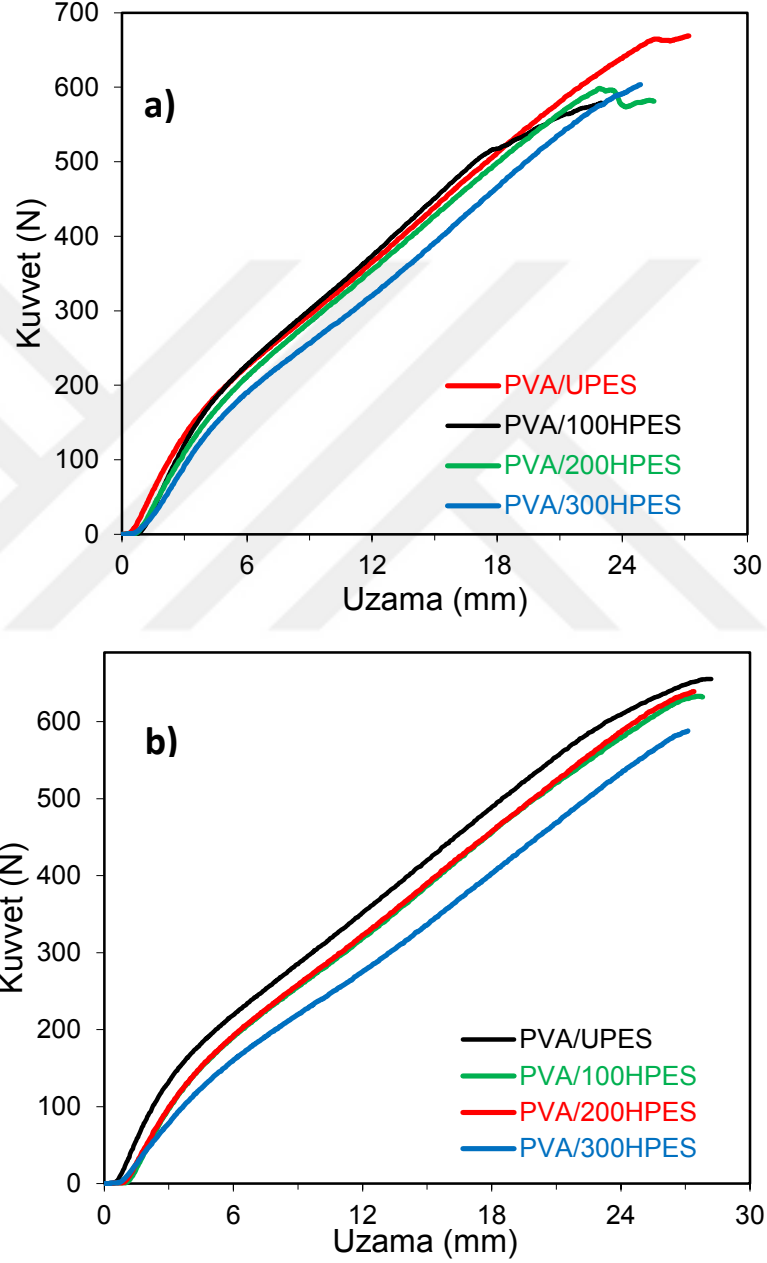 700
600
500
400
300
200
100
0
Kuvvet (N)
a)
PVA/UPES
PVA/100HPES
PVA/200HPES
PVA/300HPES
0 6 12 18 24 30
Uzama (mm)
600
500
400
300
200
100
0
Kuvvet (N)
b)
PVA/UPES
PVA/100HPES
PVA/200HPES
PVA/300HPES
0 6 12 18 24 30
Uzama (mm)